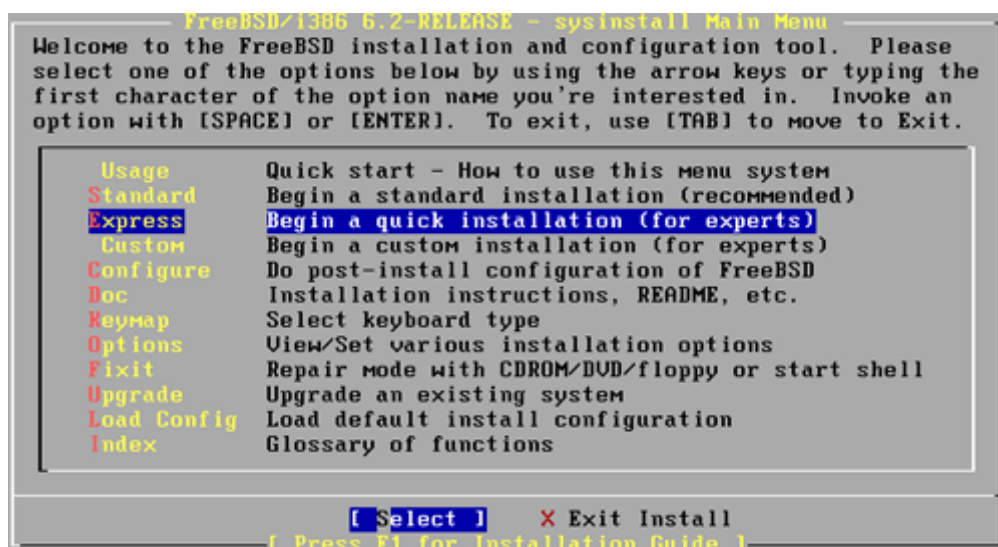 FreeBSD/i386 6.2-RELEASE - sysinstall Main Menu
Welcome to the FreeBSD installation and configuration tool. Please
select one of the options below by using the arrow keys or typing the
first character of the option name you're interested in. Invoke an
option with [SPACE] or [ENTER]. To exit, use [TAB] to move to Exit.
Usage Quick start - How to use this menu system
Standard Begin a standard installation (recommended)
Express Begin a quick installation (for experts)
Custom Begin a custom installation (for experts)
Configure Do post-install configuration of FreeBSD
Doc Installation instructions, README, etc.
Keymap Select keyboard type
Options View/Set various installation options
Fixit Repair mode with CDROM/DVD/floppy or start shell
Upgrade Upgrade an existing system
Load Config Load default install configuration
Index Glossary of functions
[ Select ] X Exit Install
[ Press F1 for Installation Guide ]